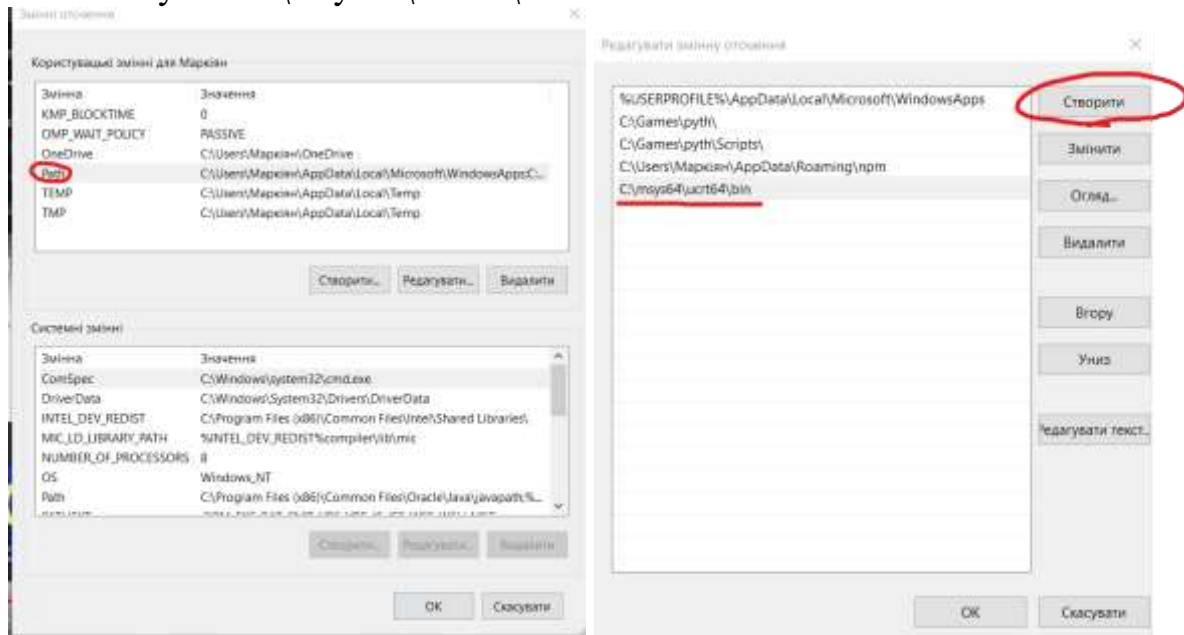 Змінні оточення
Користувацькі змінні для Маркіян
Змінна Значення
KMP_BLOCKTIME 0
OMP_WAIT_POLICY PASSIVE
OneDrive C:\Users\Маркіян\OneDrive
Path C:\Users\Маркіян\AppData\Local\Microsoft\WindowsApps;C:...
TEMP C:\Users\Маркіян\AppData\Local\Temp
TMP C:\Users\Маркіян\AppData\Local\Temp
Створити... Редагувати... Видалити
Системні змінні
Змінна Значення
ComSpec C:\Windows\system32\cmd.exe
DriverData C:\Windows\System32\Drivers\DriverData
INTEL_DEV_REDIST C:\Program Files (x86)\Common Files\Intel\Shared Libraries\
MIC_LD_LIBRARY_PATH %INTEL_DEV_REDIST%compiler\lib\mic
NUMBER_OF_PROCESSORS 8
OS Windows_NT
Path C:\Program Files (x86)\Common Files\Oracle\Java\javapath;%...
Створити... Редагувати... Видалити
OK Скасувати
Редагувати змінну оточення
%USERPROFILE%\AppData\Local\Microsoft\WindowsApps
C:\Games\pyth\
C:\Games\pyth\Scripts\
C:\Users\Маркіян\AppData\Roaming\npm
C:\msys64\ucrt64\bin
Створити
Змінити
Огляд...
Видалити
Вгору
Униз
Редагувати текст...
OK Скасувати